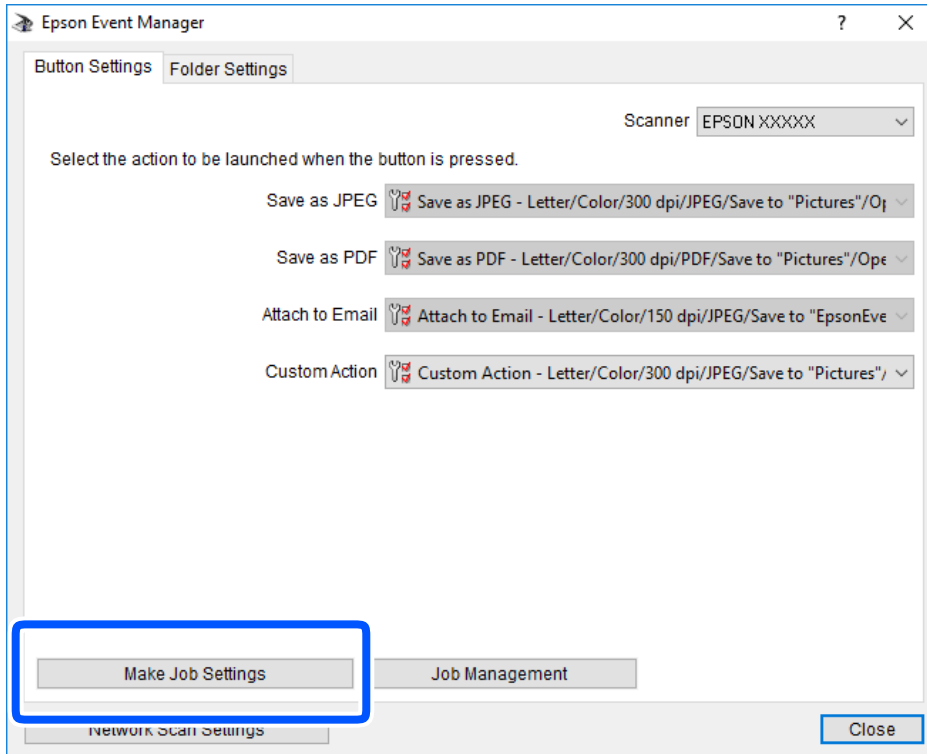 Epson Event Manager
Button Settings Folder Settings
Scanner EPSON XXXXX
Select the action to be launched when the button is pressed.
Save as JPEG Save as JPEG - Letter/Color/300 dpi/JPEG/Save to "Pictures"/Op
Save as PDF Save as PDF - Letter/Color/300 dpi/PDF/Save to "Pictures"/Ope
Attach to Email Attach to Email - Letter/Color/150 dpi/JPEG/Save to "EpsonEve
Custom Action Custom Action - Letter/Color/300 dpi/JPEG/Save to "Pictures"/
Make Job Settings Job Management
Network Scan Settings Close